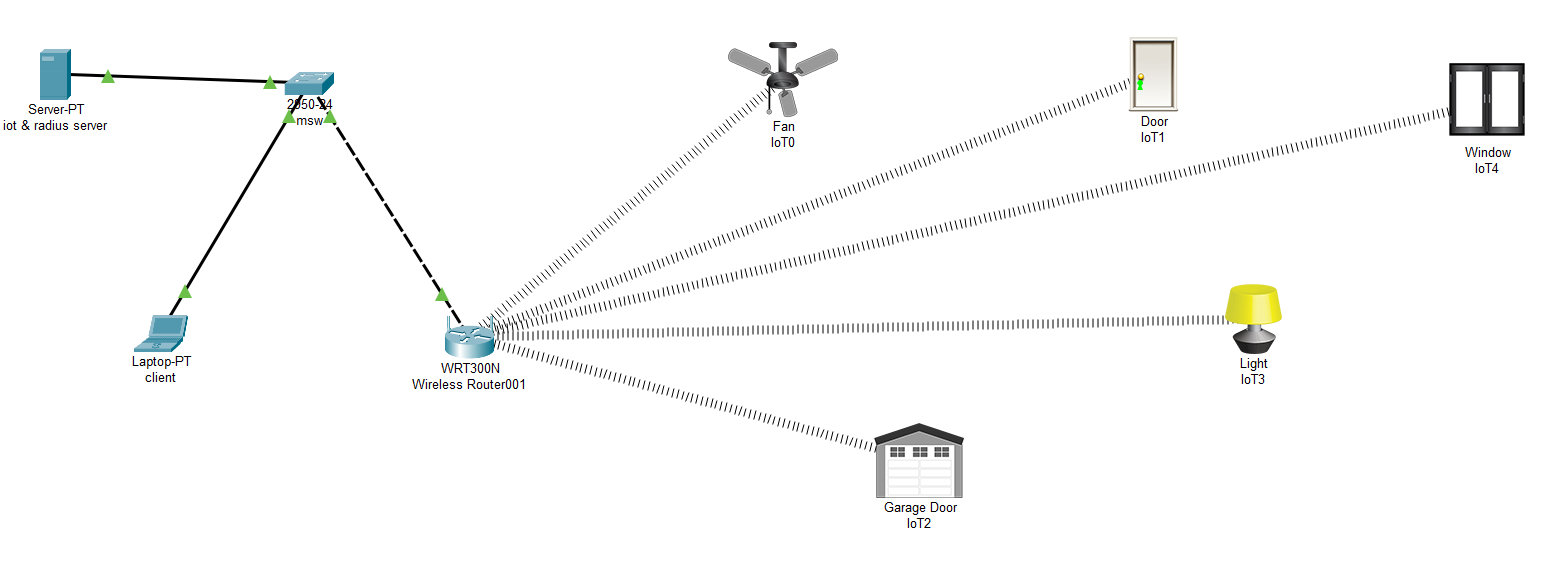 Server-PT
iot & radius server
2950-24
msw
Laptop-PT
client
WRT300N
Wireless Router001
Fan
IoT0
Door
IoT1
Window
IoT4
Light
IoT3
Garage Door
IoT2